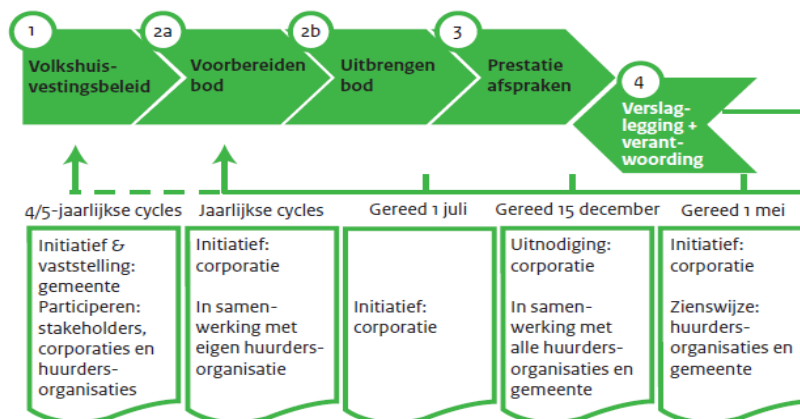 1
Volkshuis-
vestingsbeleid
2a
Voorbereiden
bod
2b
Uitbrengen
bod
3
Prestatie
afspraken
4
Verslag-
legging +
verant-
woording
4/5-jaarlijkse cycles
Jaarlijkse cycles
Gereed 1 juli
Gereed 15 december
Gereed 1 mei
Initiatief &
vaststelling:
gemeente
Participeren:
stakeholders,
corporaties en
huurders-
organisaties
Initiatief:
corporatie
In samen-
werking met
eigen huurders-
organisatie
Initiatief:
corporatie
Uitnodiging:
corporatie
In samen-
werking met
alle huurders-
organisaties en
gemeente
Initiatief:
corporatie
Zienswijze:
huurders-
organisaties en
gemeente